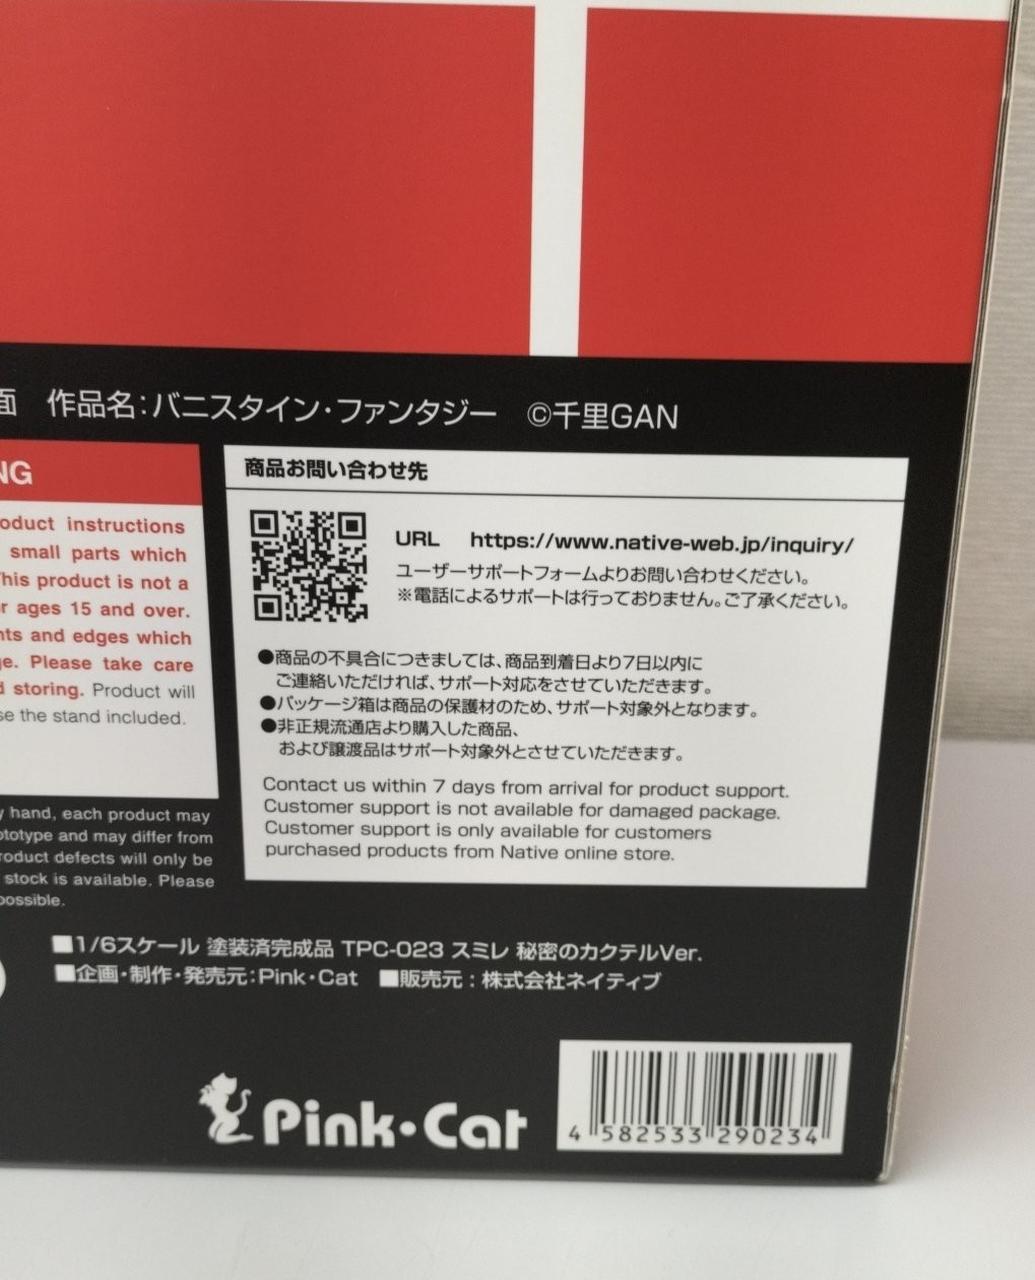 面 作品名：バニスタイン・ファンタジー ©千里GAN
NG
oduct instructions
small parts which
his product is not a
r ages 15 and over.
nts and edges which
ge. Please take care
d storing. Product will
se the stand included.
y hand, each product may
ototype and may differ from
roduct defects will only be
stock is available. Please
possible.
商品お問い合わせ先
URL https://www.native-web.jp/inquiry/
ユーザーサポートフォームよりお問い合わせください。
※電話によるサポートは行っておりません。ご了承ください。
●商品の不具合につきましては、商品到着日より7日以内に
ご連絡いただければ、サポート対応をさせていただきます。
●パッケージ箱は商品の保護材のため、サポート対象外となります。
●非正規流通店より購入した商品、
および譲渡品はサポート対象外とさせていただきます。
Contact us within 7 days from arrival for product support.
Customer support is not available for damaged package.
Customer support is only available for customers
purchased products from Native online store.
■1/6スケール 塗装済完成品 TPC-023 スミレ 秘密のカクテルVer.
■企画・制作・発売元：Pink・Cat ■販売元：株式会社ネイティブ
Pink・Cat
4 582533 290234